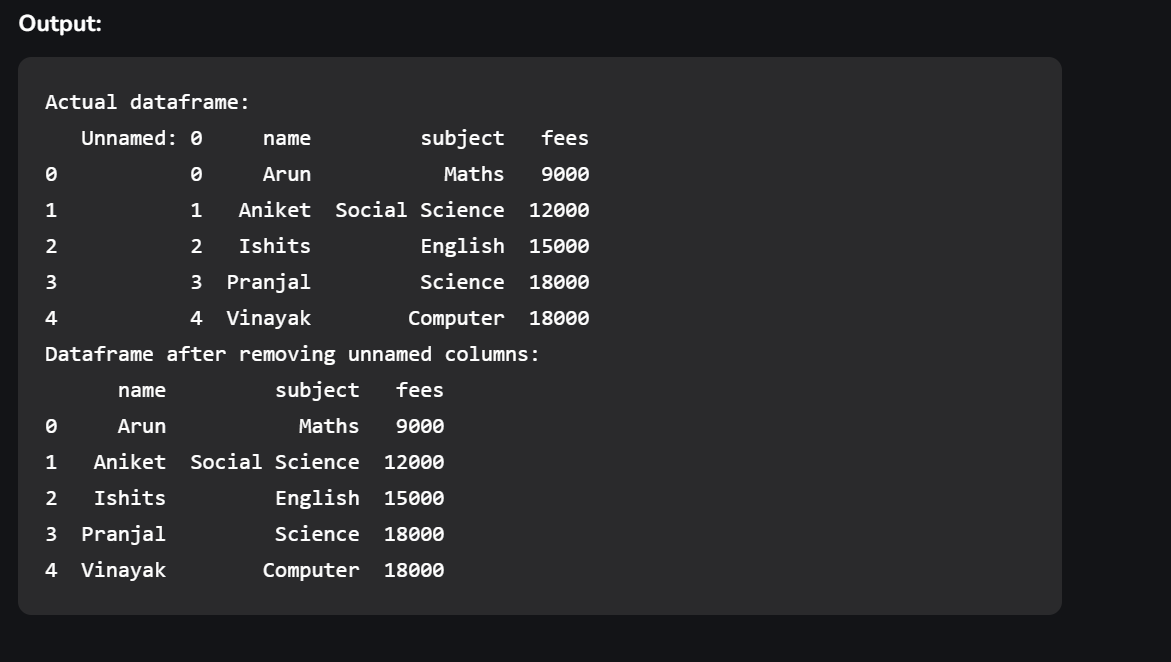 Output:
Actual dataframe:
   Unnamed: 0     name         subject   fees
0           0     Arun           Maths   9000
1           1   Aniket  Social Science  12000
2           2   Ishits         English  15000
3           3  Pranjal         Science  18000
4           4  Vinayak        Computer  18000
Dataframe after removing unnamed columns:
      name         subject   fees
0     Arun           Maths   9000
1   Aniket  Social Science  12000
2   Ishits         English  15000
3  Pranjal         Science  18000
4  Vinayak        Computer  18000